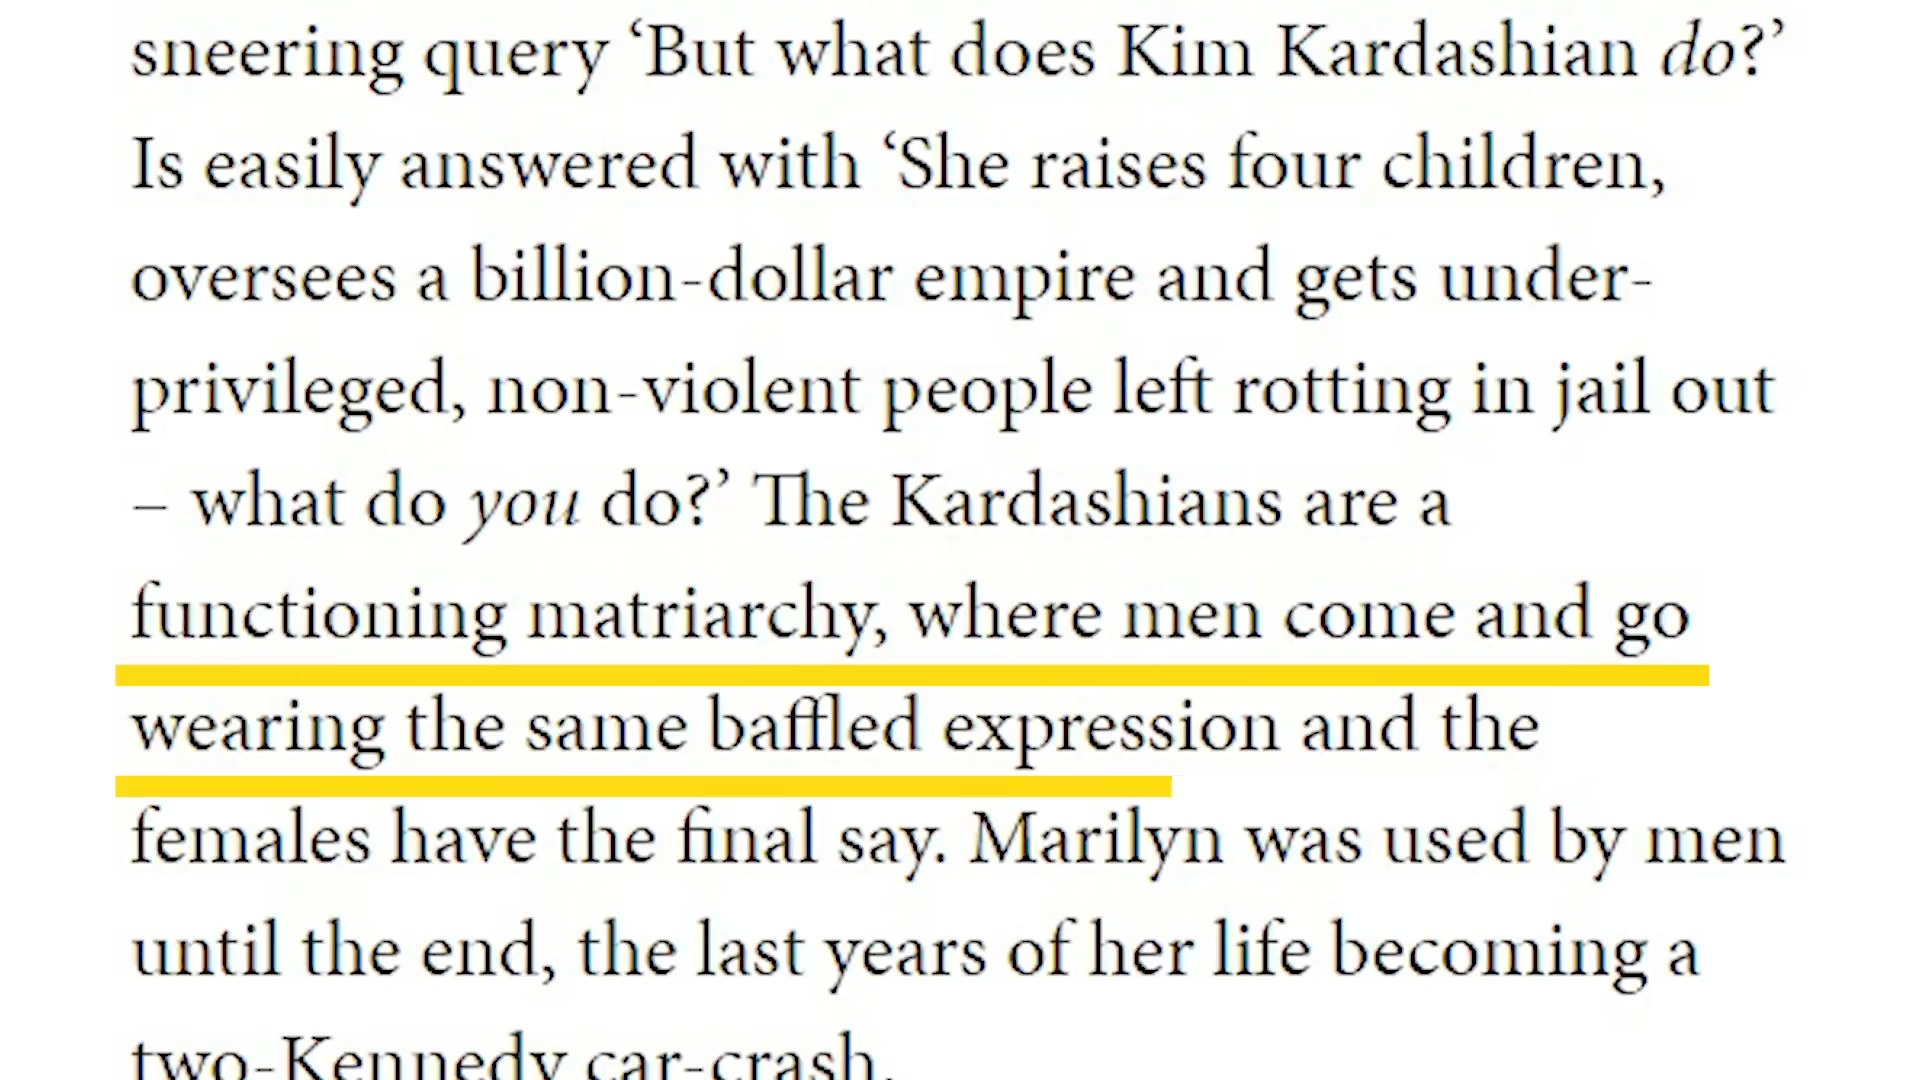 sneering query ‘But what does Kim Kardashian do?’
Is easily answered with ‘She raises four children,
oversees a billion-dollar empire and gets under-
privileged, non-violent people left rotting in jail out
– what do you do?’ The Kardashians are a
functioning matriarchy, where men come and go
wearing the same baffled expression and the
females have the final say. Marilyn was used by men
until the end, the last years of her life becoming a
two-Kennedy car-crash.